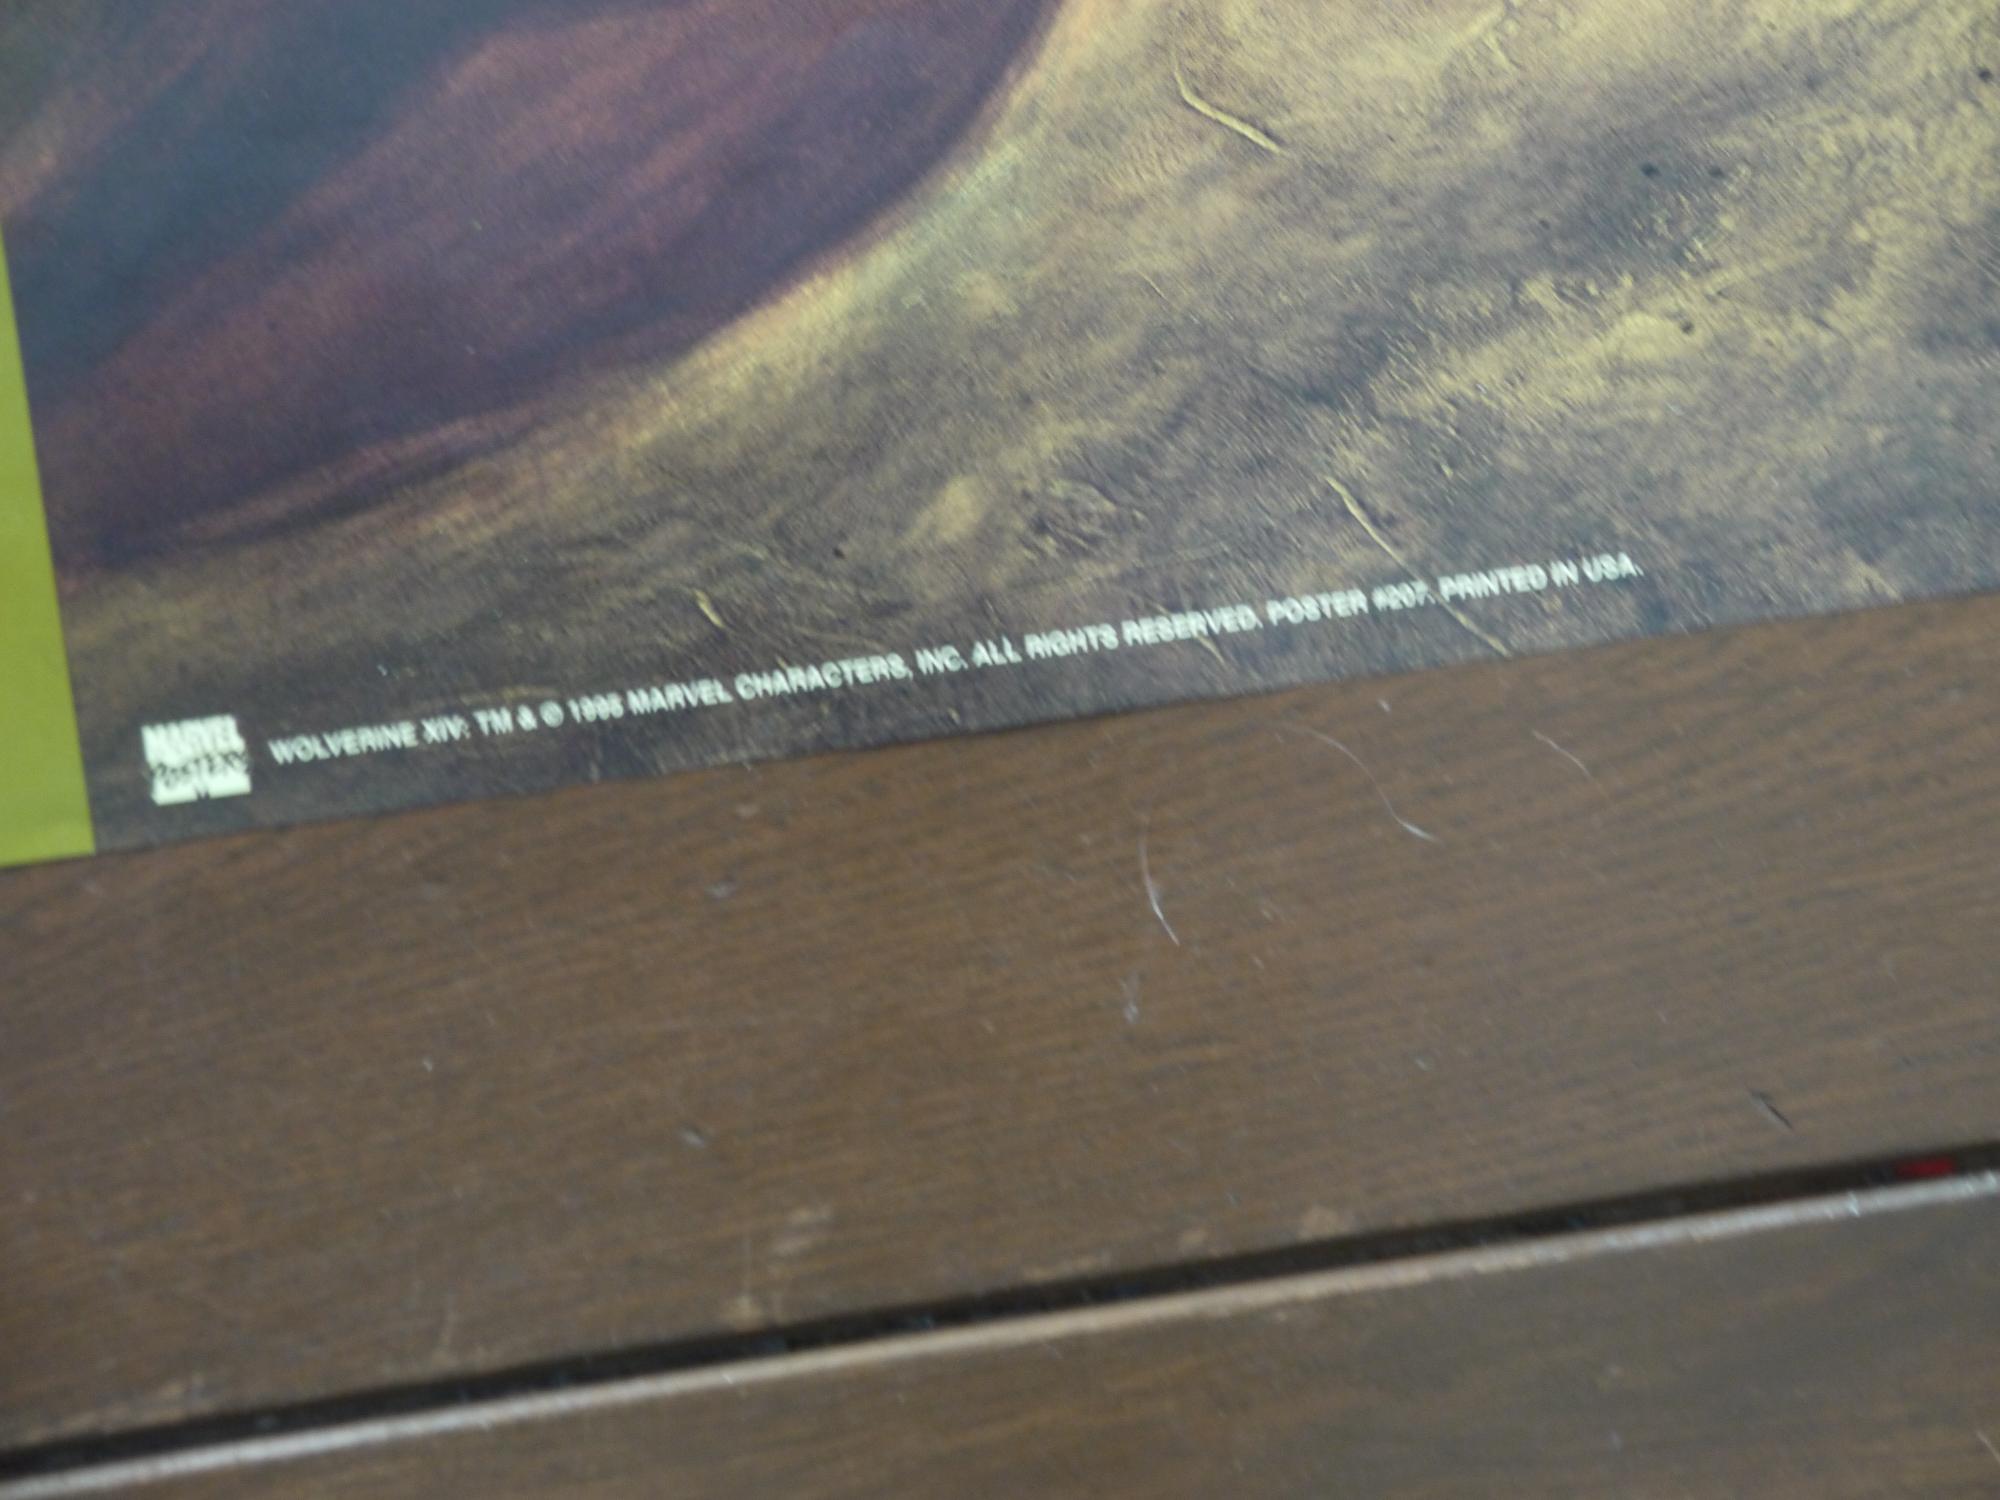 MARVEL
POSTERS
WOLVERINE XIV: TM & © 1995 MARVEL CHARACTERS, INC. ALL RIGHTS RESERVED. POSTER #207. PRINTED IN USA.